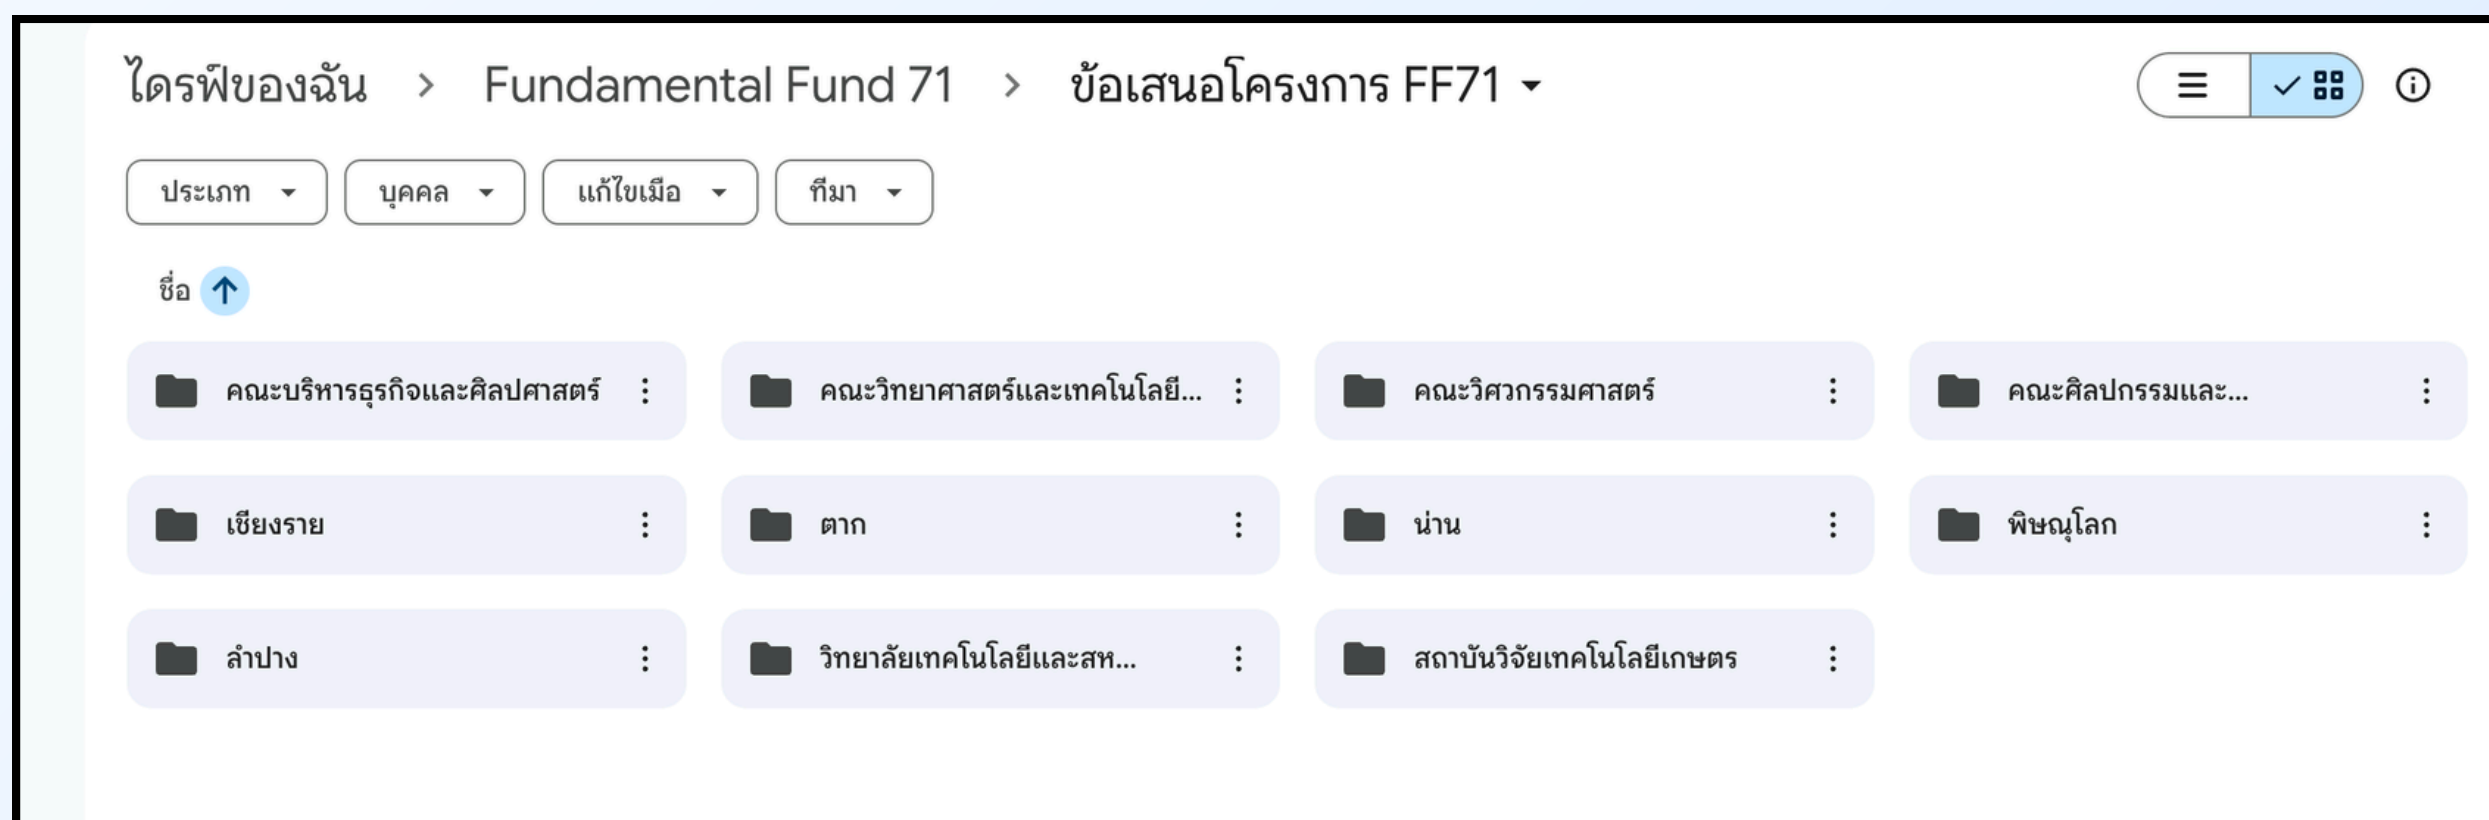 ไดรฟ์ของฉัน > Fundamental Fund 71 > ข้อเสนอโครงการ FF71
ประเภท บุคคล แก้ไขเมื่อ ที่มา
ชื่อ
คณะบริหารธุรกิจและศิลปศาสตร์ คณะวิทยาศาสตร์และเทคโนโลยี... คณะวิศวกรรมศาสตร์ คณะศิลปกรรมและ...
เชียงราย ตาก น่าน พิษณุโลก
ลำปาง วิทยาลัยเทคโนโลยีและสห... สถาบันวิจัยเทคโนโลยีเกษตร